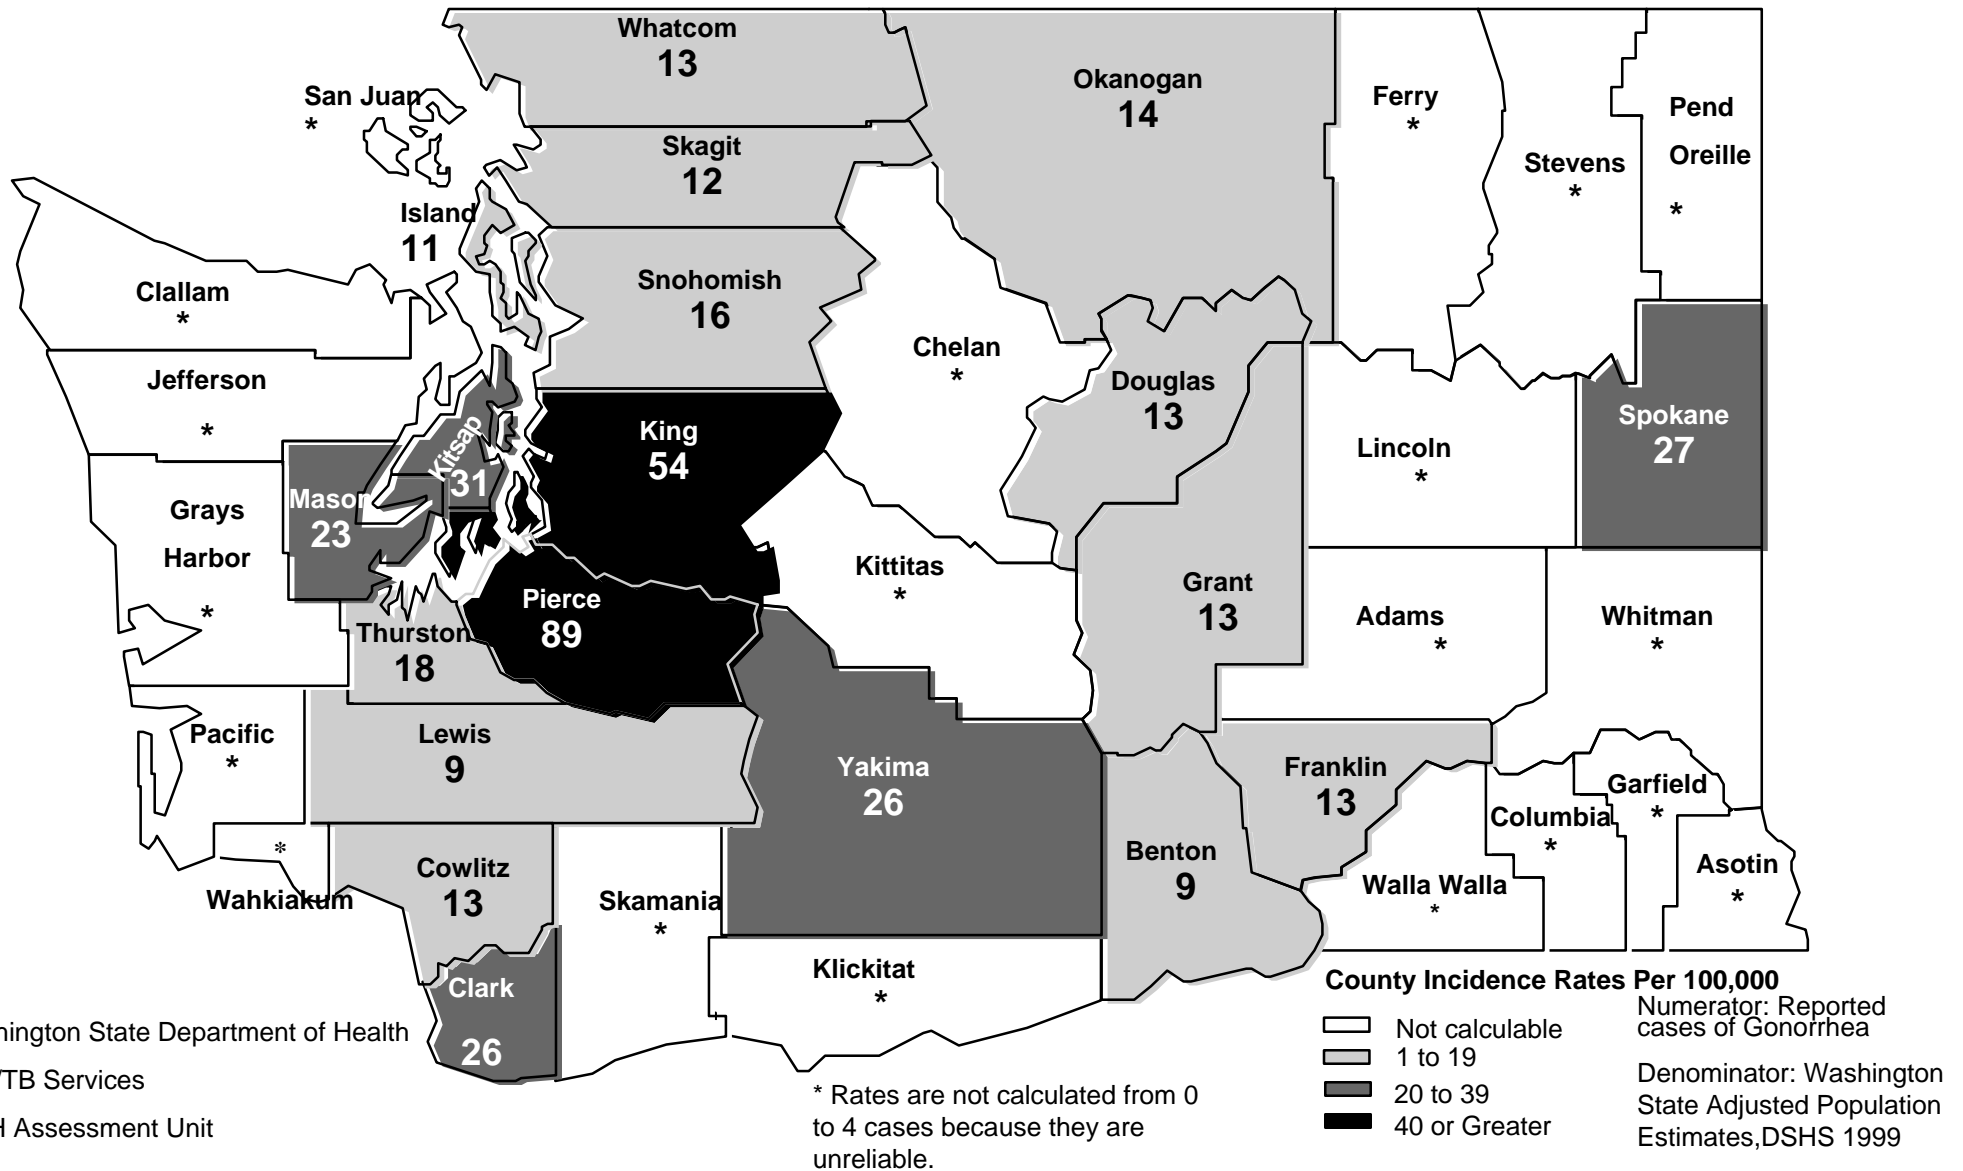 Whatcom
13
San Juan
*
Okanogan
14
Ferry
*
Pend
Oreille
*
Stevens
*
Skagit
12
Island
11
Clallam
*
Snohomish
16
Chelan
*
Jefferson
*
Douglas
13
King
54
Kitsap
31
Spokane
27
Lincoln
*
Mason
23
Grays
Harbor
*
Kittitas
*
Grant
13
Pierce
89
Adams
*
Whitman
*
Thurston
18
Pacific
*
Lewis
9
Yakima
26
Franklin
13
Garfield
*
Columbia
*
*
Wahkiakum
Cowlitz
13
Skamania
*
Benton
9
Walla Walla
*
Asotin
*
Klickitat
*
Clark
26
County Incidence Rates Per 100,000
Not calculable
1 to 19
20 to 39
40 or Greater
Numerator: Reported
cases of Gonorrhea
Denominator: Washington
State Adjusted Population
Estimates,DSHS 1999
hington State Department of Health
/TB Services
H Assessment Unit
* Rates are not calculated from 0
to 4 cases because they are
unreliable.